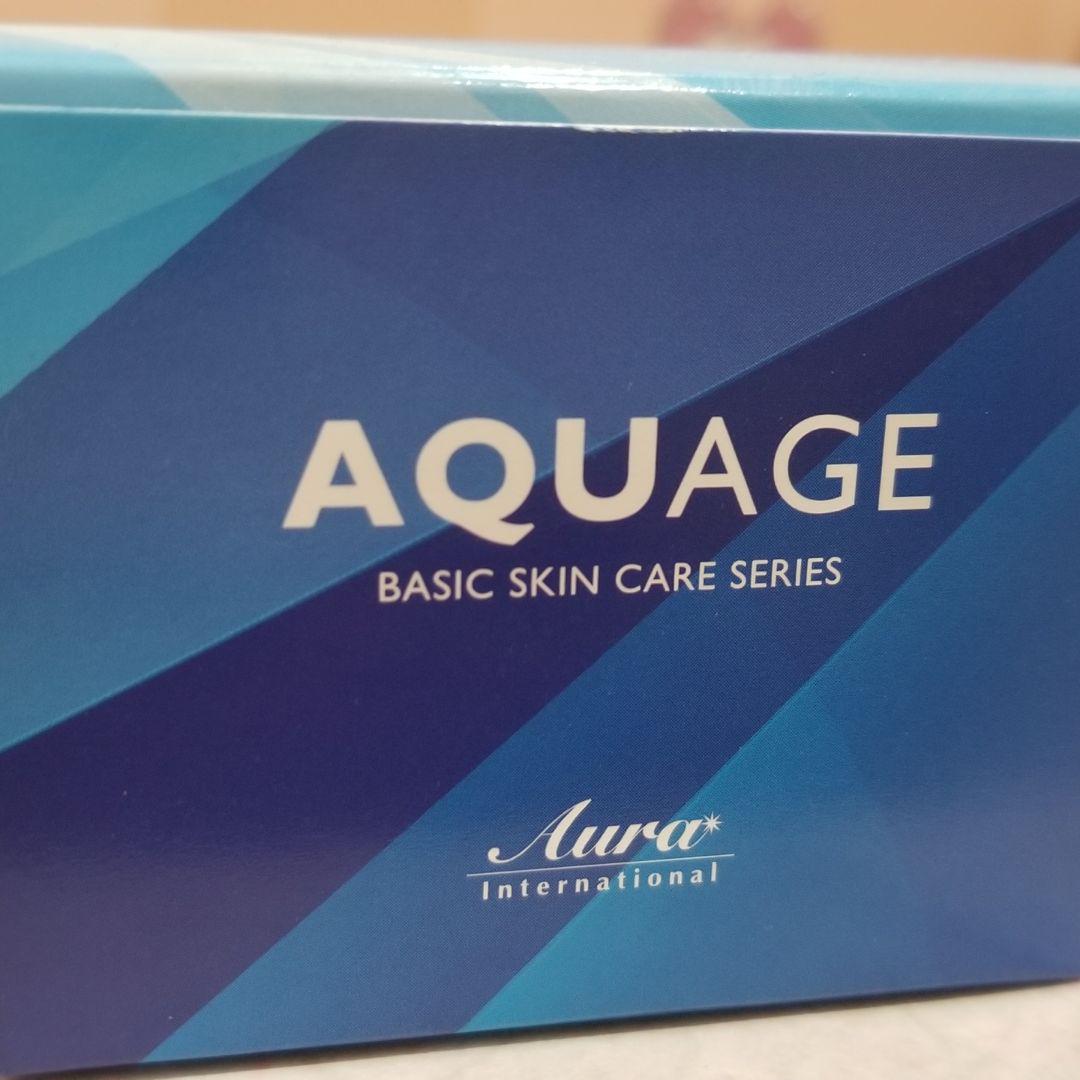 AQUAGE
BASIC SKIN CARE SERIES
Aura
International